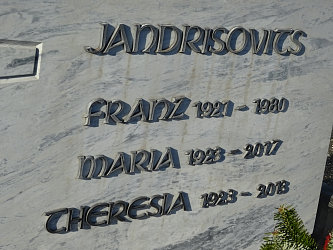 JANDRISOVITS
FRANZ 1921 - 1980
MARIA 1923 - 2017
THERESIA 1923 - 2013